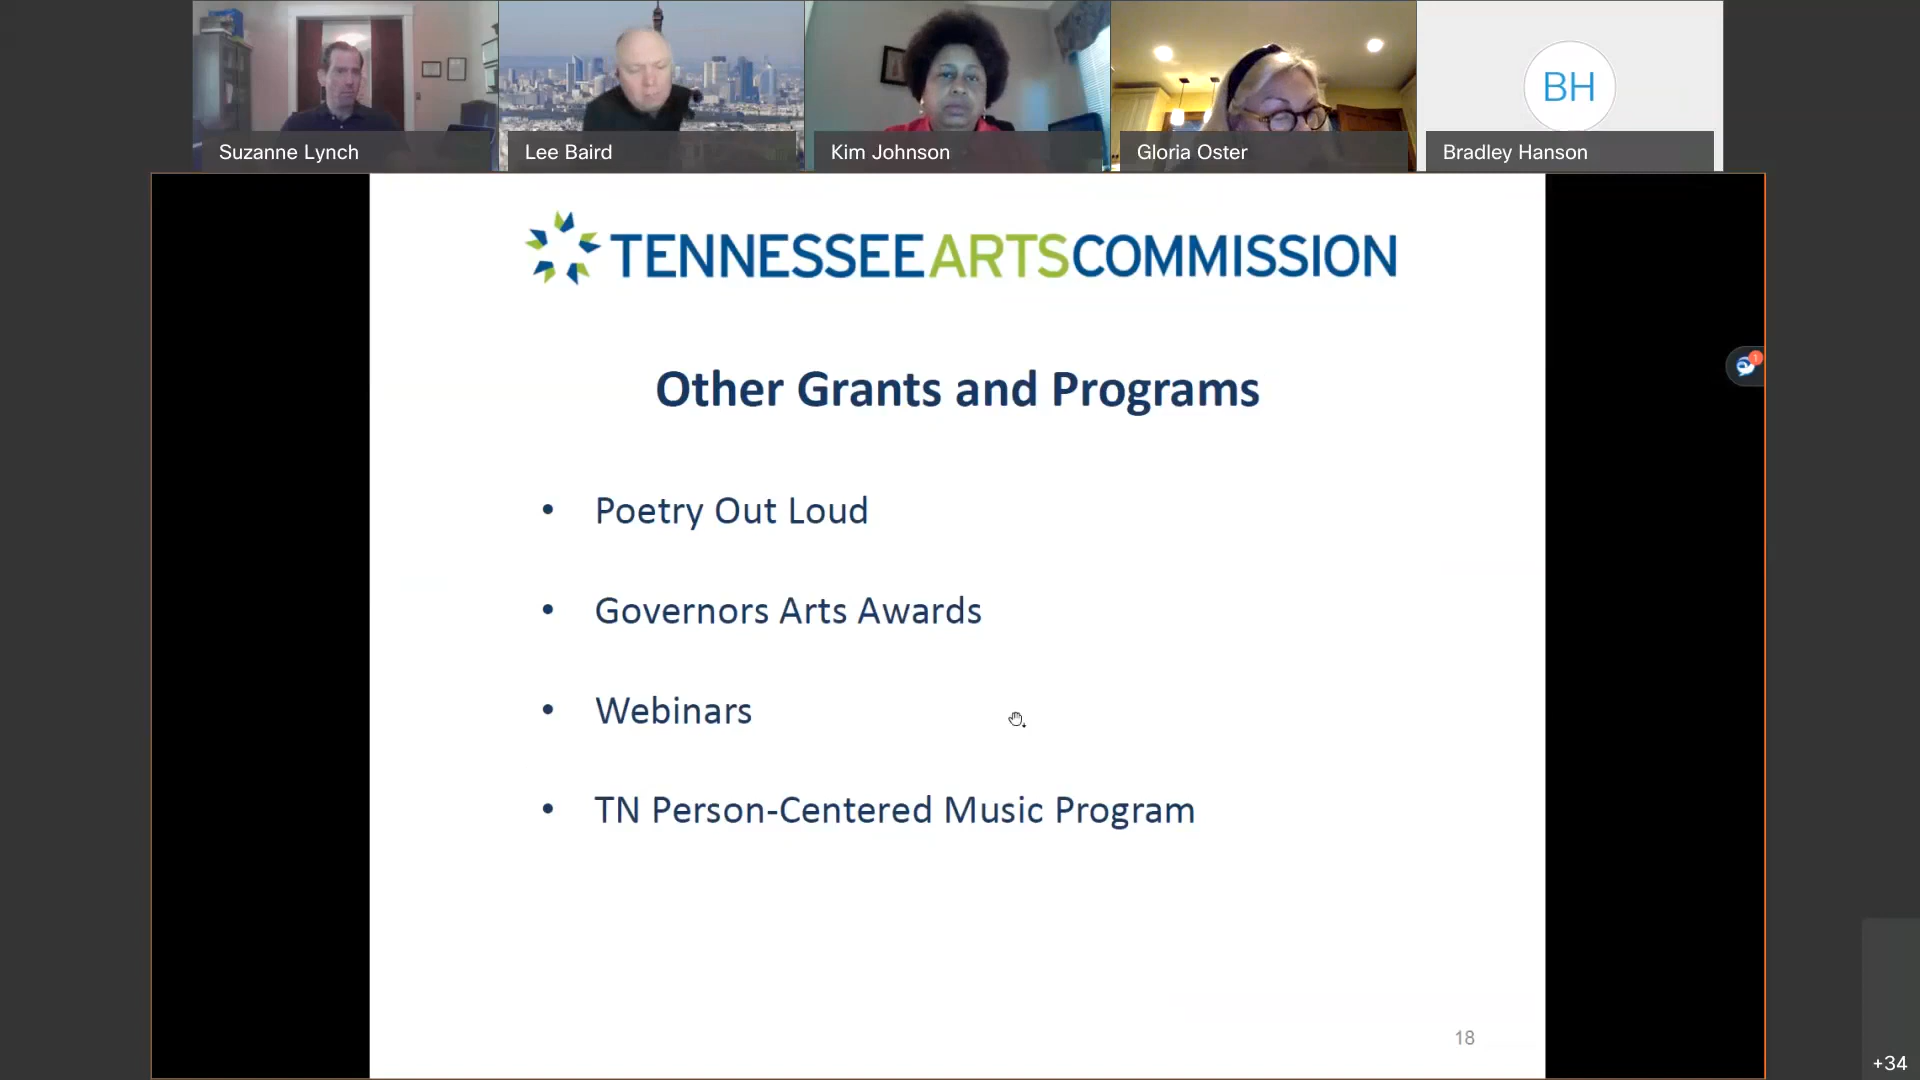 Suzanne Lynch
Lee Baird
Kim Johnson
Gloria Oster
BH
Bradley Hanson
TENNESSEEARTSCOMMISSION
1
Other Grants and Programs
• Poetry Out Loud
• Governors Arts Awards
• Webinars
• TN Person-Centered Music Program
18
+34